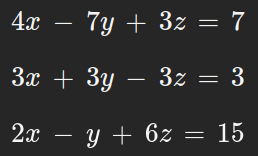 4x − 7y + 3z = 7
3x + 3y − 3z = 3
2x − y + 6z = 15